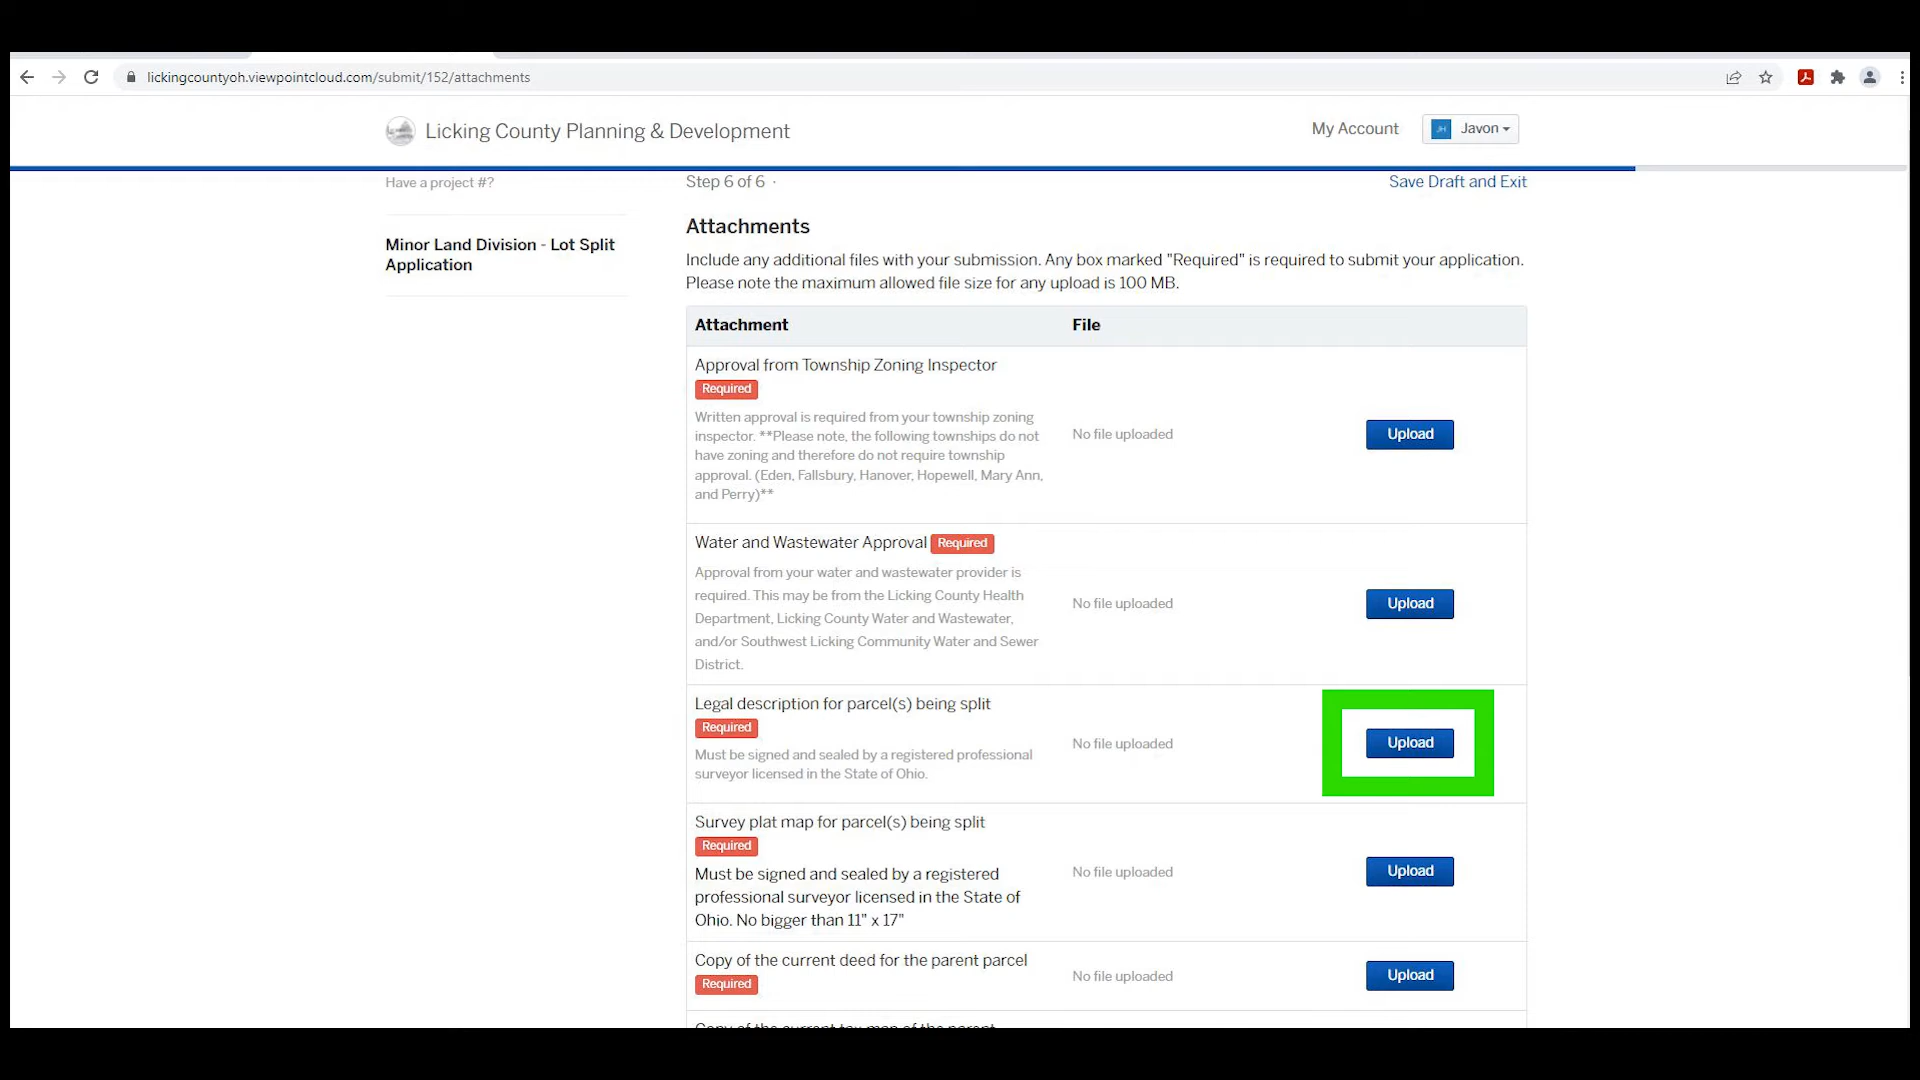 lickingcountyoh.viewpointcloud.com/submit/152/attachments
Licking County Planning & Development
My Account
JH
Javon
Have a project #?
Step 6 of 6 ·
Save Draft and Exit
Minor Land Division - Lot Split
Application
Attachments
Include any additional files with your submission. Any box marked "Required" is required to submit your application.
Please note the maximum allowed file size for any upload is 100 MB.
Attachment
File
Approval from Township Zoning Inspector
Required
Written approval is required from your township zoning
inspector. **Please note, the following townships do not
have zoning and therefore do not require township
approval. (Eden, Fallsbury, Hanover, Hopewell, Mary Ann,
and Perry)**
No file uploaded
Upload
Water and Wastewater Approval Required
Approval from your water and wastewater provider is
required. This may be from the Licking County Health
Department, Licking County Water and Wastewater,
and/or Southwest Licking Community Water and Sewer
District.
No file uploaded
Upload
Legal description for parcel(s) being split
Required
Must be signed and sealed by a registered professional
surveyor licensed in the State of Ohio.
No file uploaded
Upload
Survey plat map for parcel(s) being split
Required
Must be signed and sealed by a registered
professional surveyor licensed in the State of
Ohio. No bigger than 11" x 17"
No file uploaded
Upload
Copy of the current deed for the parent parcel
Required
No file uploaded
Upload
Copy of the current tax map of the parent